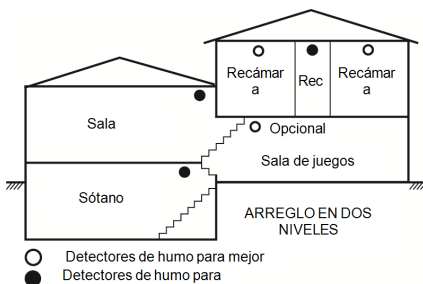 Recámar
a
Rec
Recámar
a
Sala
Opcional
Sala de juegos
Sótano
ARREGLO EN DOS
NIVELES
Detectores de humo para mejor
Detectores de humo para